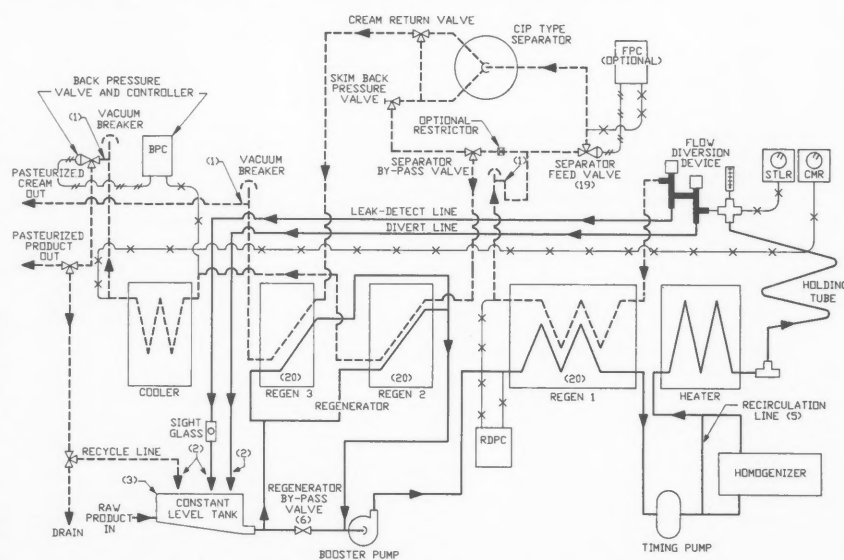 CREAM RETURN VALVE
CIP TYPE
SEPARATOR
FPC
(OPTIONAL)
BACK PRESSURE
VALVE AND CONTROLLER
SKIM BACK
PRESSURE
VALVE
(1)
VACUUM
BREAKER
BPC
OPTIONAL
RESTRICTOR
FLOW
DIVERSION
DEVICE
(1)
VACUUM
BREAKER
SEPARATOR
BY-PASS VALVE
(1)
SEPARATOR
FEED VALVE
(19)
STLR
CMR
PASTEURIZED
CREAM
OUT
LEAK-DETECT LINE
DIVERT LINE
PASTEURIZED
PRODUCT
OUT
HOLDING
TUBE
COOLER
(20)
REGEN 3
(20)
REGEN 2
REGENERATOR
(20)
REGEN 1
HEATER
SIGHT
GLASS
RECIRCULATION
LINE (5)
RDPC
RECYCLE LINE
(2)
(2)
HOMOGENIZER
(3)
CONSTANT
LEVEL TANK
REGENERATOR
BY-PASS
VALVE
(6)
RAW
PRODUCT
IN
DRAIN
BOOSTER PUMP
TIMING PUMP